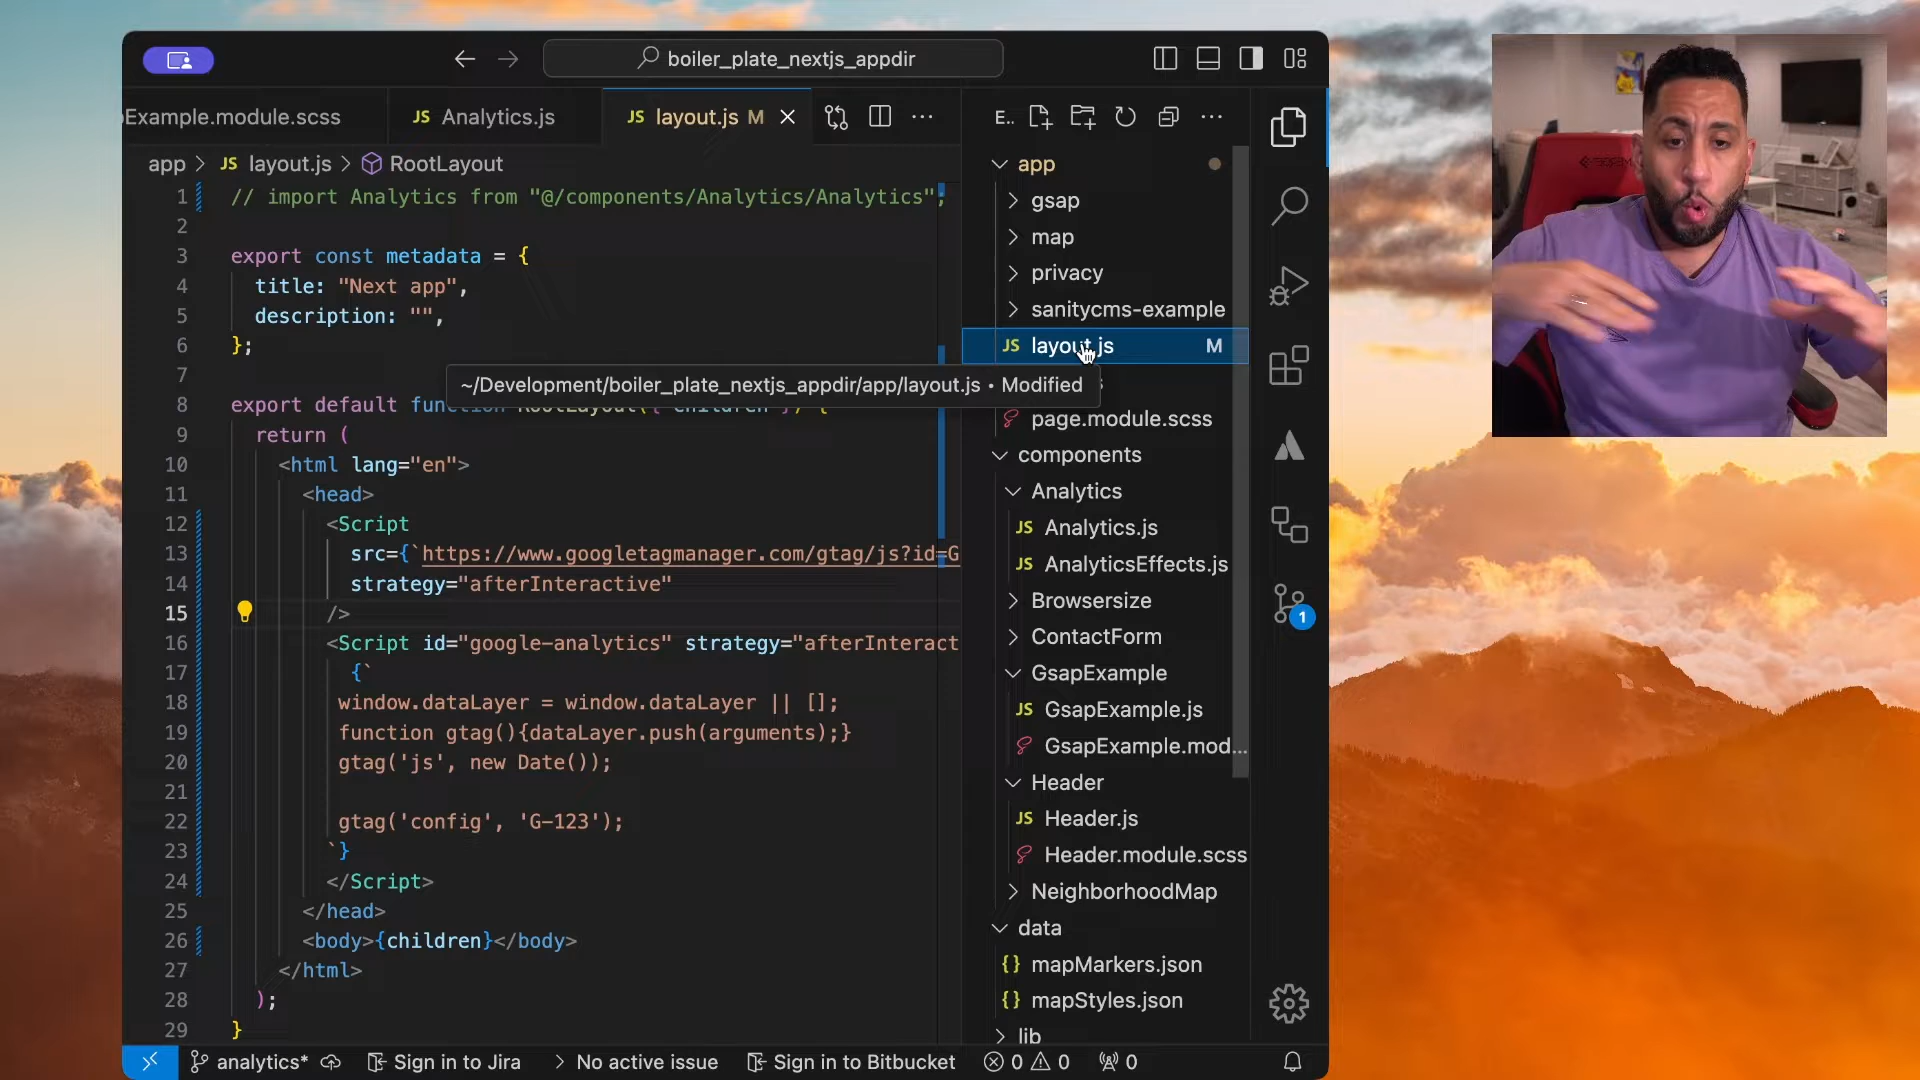 boiler_plate_nextjs_appdir
Example.module.scss
JS Analytics.js
JS layout.js M
E..
app > JS layout.js > RootLayout
1 // import Analytics from "@/components/Analytics/Analytics";
2
3 export const metadata = {
4 title: "Next app",
5 description: "",
6 };
7
~/Development/boiler_plate_nextjs_appdir/app/layout.js • Modified
8 export default function RootLayout({ children }) {
9 return (
10 <html lang="en">
11 <head>
12 <Script
13 src={`https://www.googletagmanager.com/gtag/js?id=G
14 strategy="afterInteractive"
15 />
16 <Script id="google-analytics" strategy="afterInteract
17 {`
18 window.dataLayer = window.dataLayer || [];
19 function gtag(){dataLayer.push(arguments);}
20 gtag('js', new Date());
21
22 gtag('config', 'G-123');
23 `}
24 </Script>
25 </head>
26 <body>{children}</body>
27 </html>
28 );
29 }
app
gsap
map
privacy
sanitycms-example
JS layout.js M
page.module.scss
components
Analytics
JS Analytics.js
JS AnalyticsEffects.js
Browsersize
ContactForm
GsapExample
JS GsapExample.js
GsapExample.mod...
Header
JS Header.js
Header.module.scss
NeighborhoodMap
data
{} mapMarkers.json
{} mapStyles.json
lib
1
analytics* Sign in to Jira > No active issue Sign in to Bitbucket 0 0 0